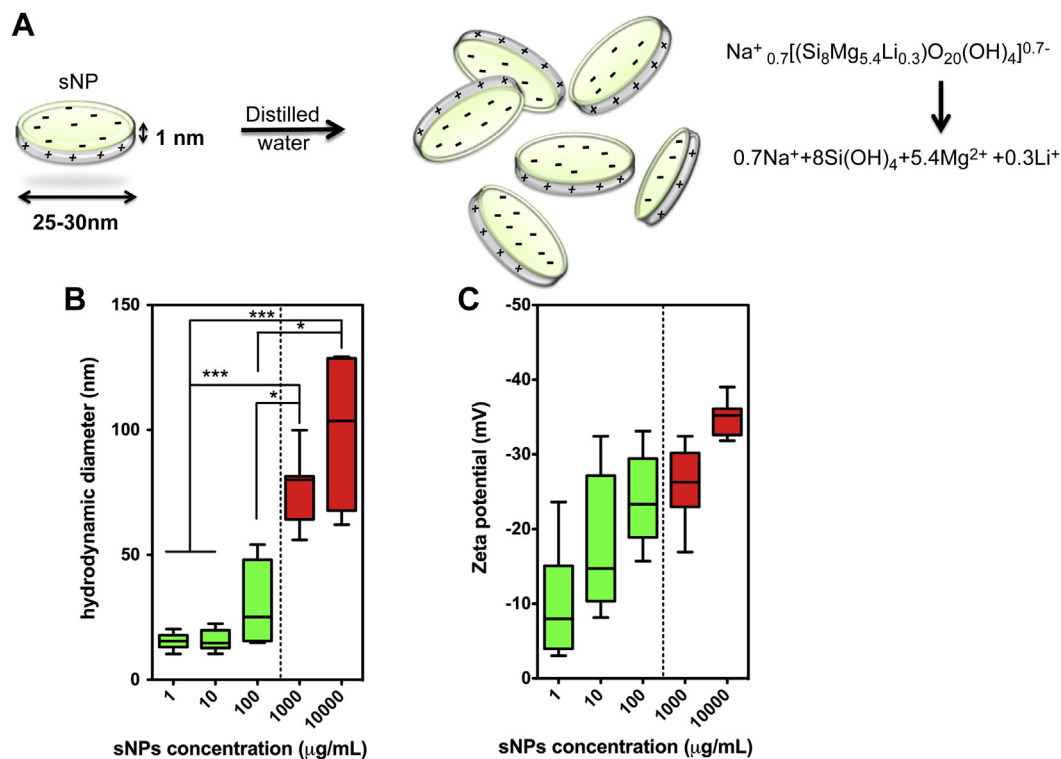 A
sNP
1 nm
25-30nm
Distilled
water
Na⁺₀.₇[(Si₈Mg₅.₄Li₀.₃)O₂₀(OH)₄]⁰·⁷⁻
0.7Na⁺+8Si(OH)₄+5.4Mg²⁺ +0.3Li⁺
B
hydrodynamic diameter (nm)
150
100
50
0
***
*
***
*
1
10
100
1000
10000
sNPs concentration (μg/mL)
C
Zeta potential (mV)
-50
-40
-30
-20
-10
0
1
10
100
1000
10000
sNPs concentration (μg/mL)